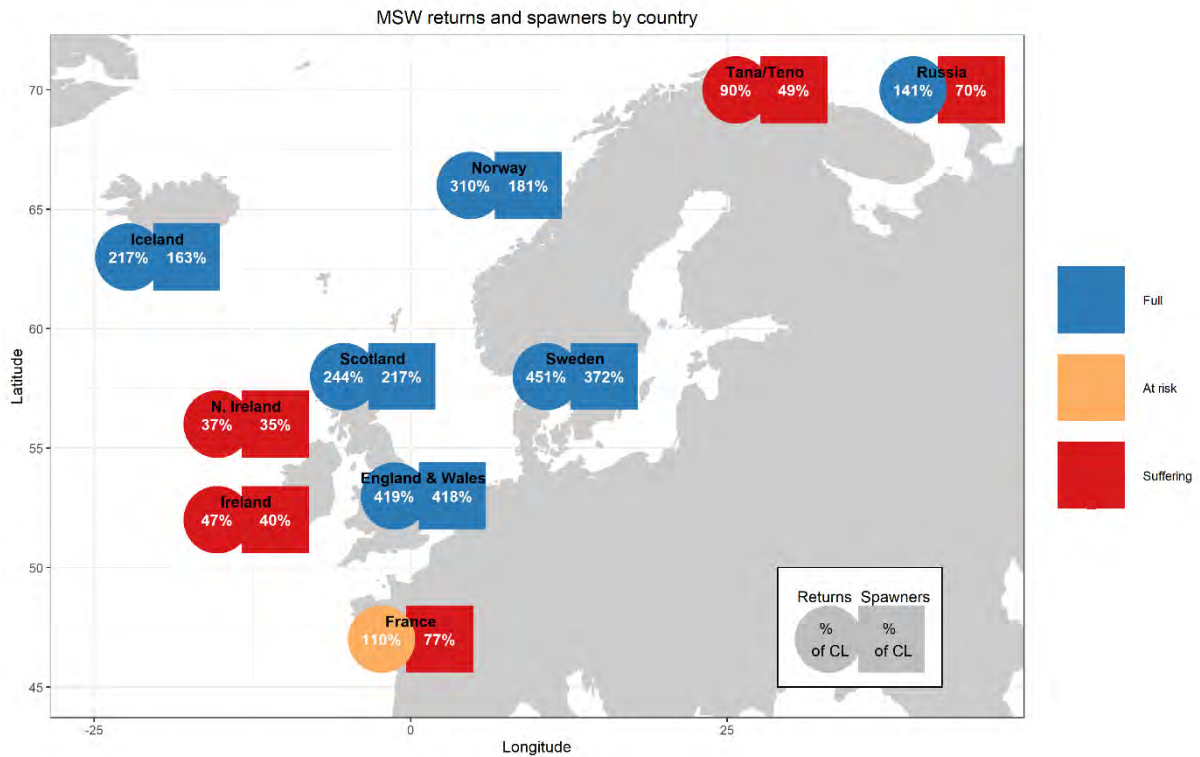 MSW returns and spawners by country
Tana/Teno
90% 49%
Russia
141% 70%
Norway
310% 181%
Iceland
217% 163%
Scotland
244% 217%
Sweden
451% 372%
N. Ireland
37% 35%
England & Wales
419% 418%
Ireland
47% 40%
France
110% 77%
Returns Spawners
% %
of CL of CL
Full
At risk
Suffering
Latitude
70
65
60
55
50
45
-25 0 25
Longitude